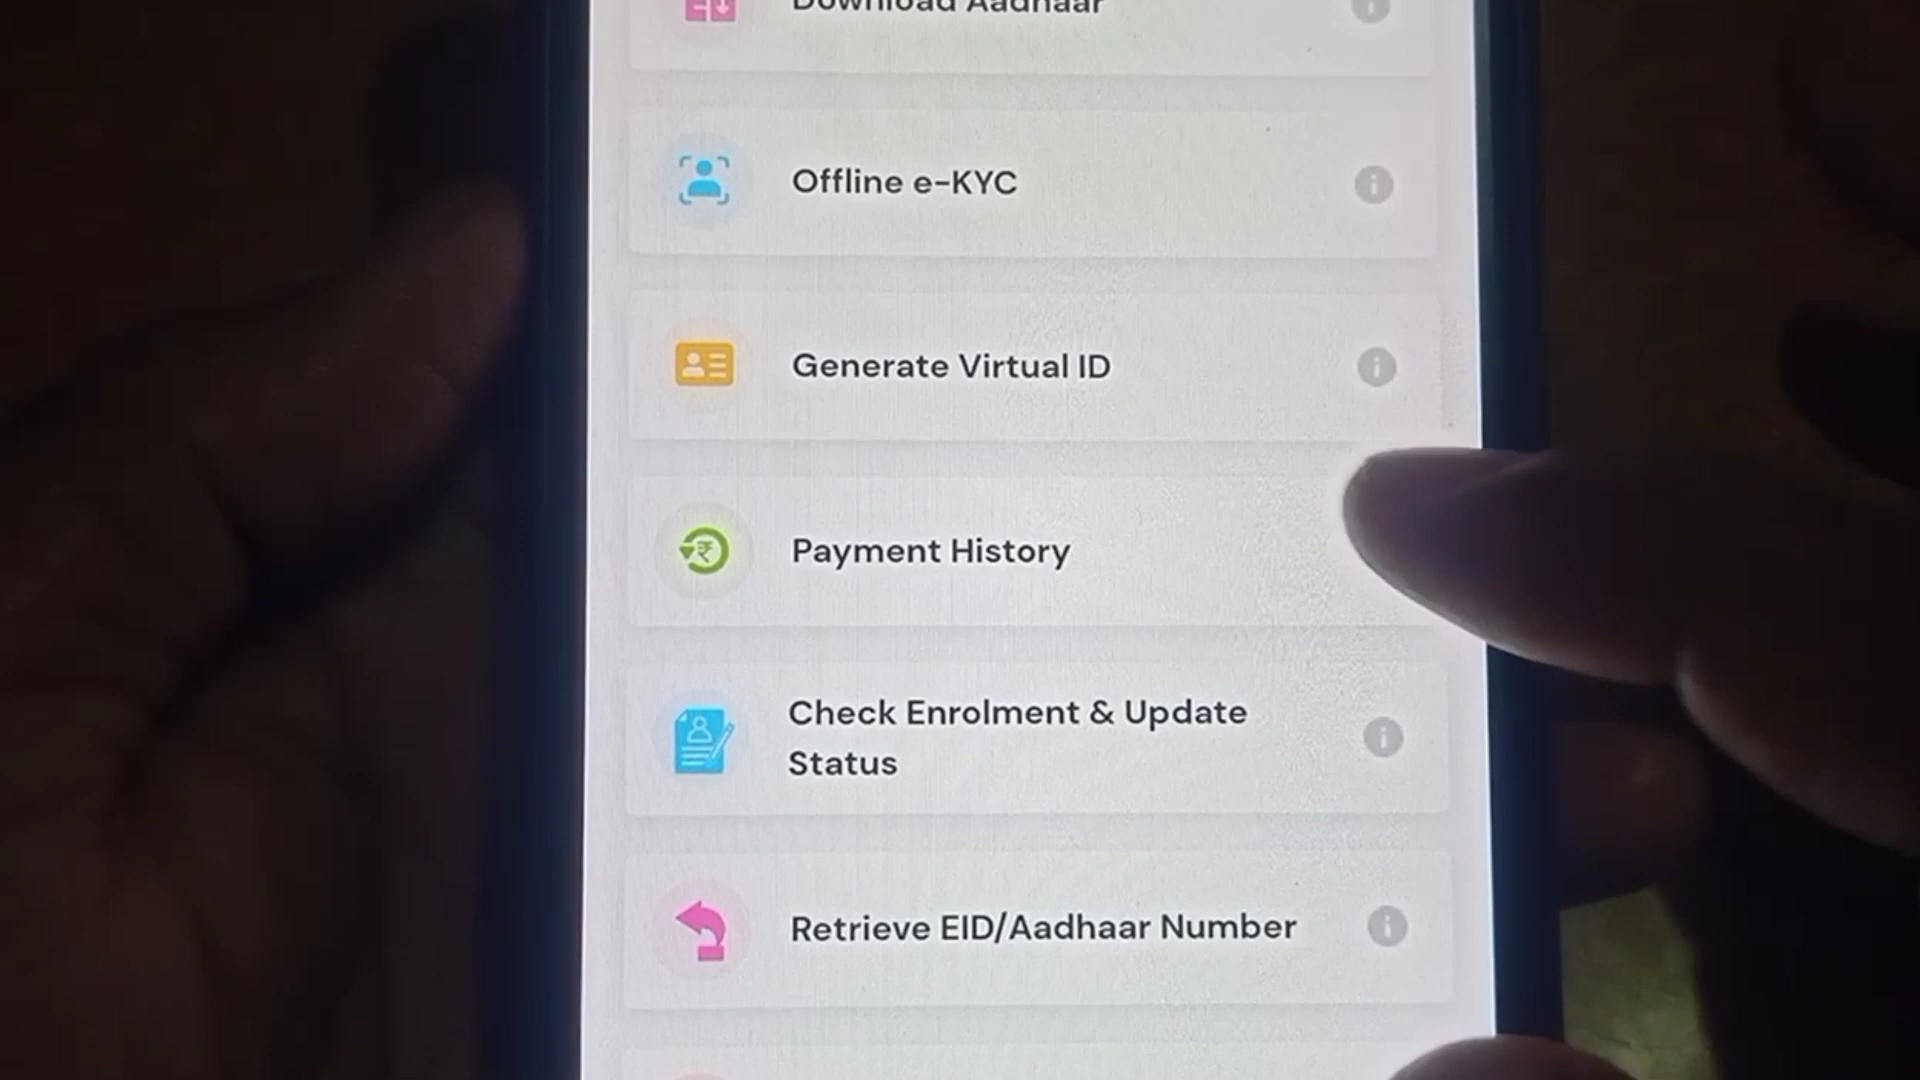 Download Aadhaar
Offline e-KYC
Generate Virtual ID
Payment History
Check Enrolment & Update
Status
Retrieve EID/Aadhaar Number